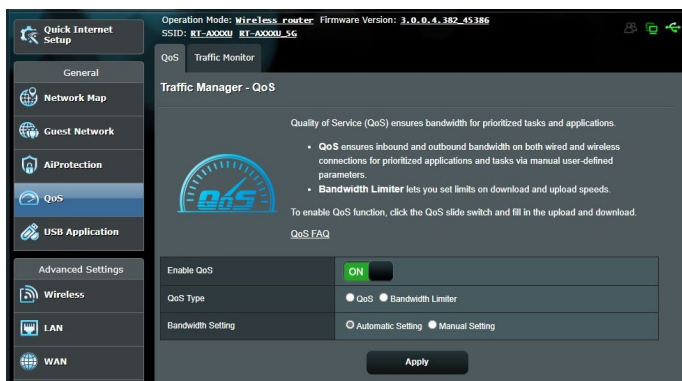 Quick Internet
Setup
Operation Mode: Wireless router Firmware Version: 3.0.0.4.382_45386
SSID: RT-AXXXU RT-AXXXU_5G
QoS Traffic Monitor
General
Network Map
Guest Network
AiProtection
QoS
USB Application
Advanced Settings
Wireless
LAN
WAN
Traffic Manager - QoS
Quality of Service (QoS) ensures bandwidth for prioritized tasks and applications.
• QoS ensures inbound and outbound bandwidth on both wired and wireless
connections for prioritized applications and tasks via manual user-defined
parameters.
• Bandwidth Limiter lets you set limits on download and upload speeds.
To enable QoS function, click the QoS slide switch and fill in the upload and download.
QoS FAQ
QoS
Enable QoS ON
QoS Type QoS Bandwidth Limiter
Bandwidth Setting Automatic Setting Manual Setting
Apply